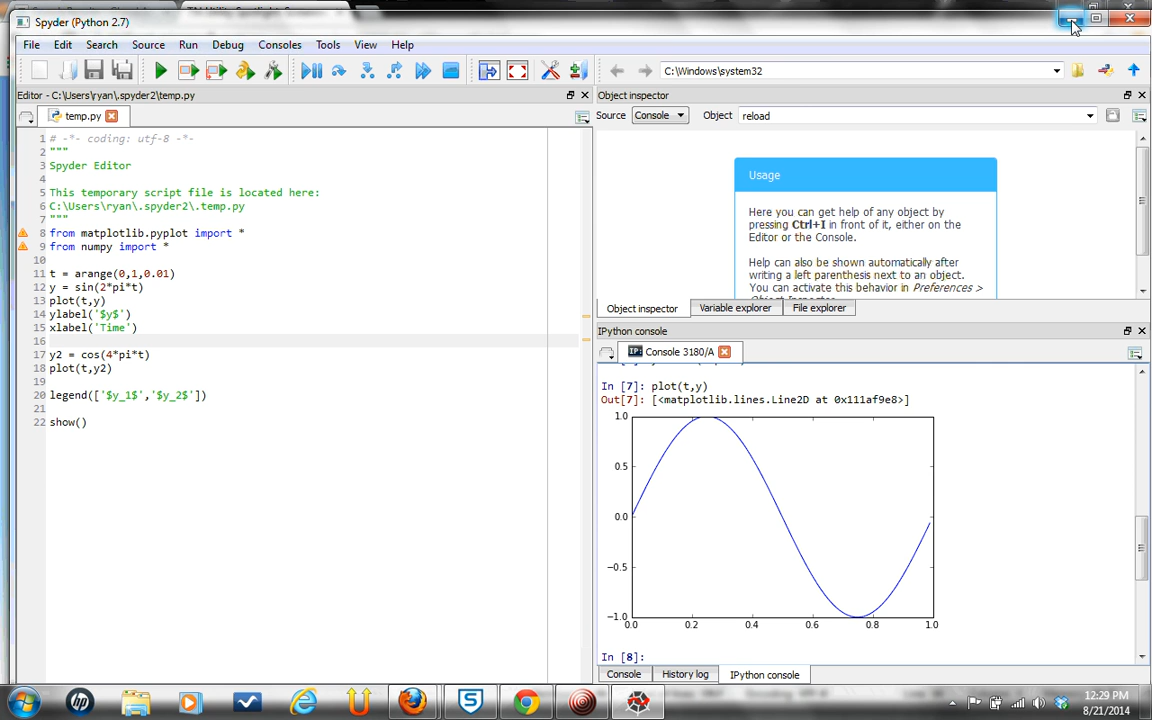 Spyder (Python 2.7)
File Edit Search Source Run Debug Consoles Tools View Help
C:\Windows\system32
Editor - C:\Users\ryan\.spyder2\temp.py
temp.py
1 # -*- coding: utf-8 -*-
2 """
3 Spyder Editor
4
5 This temporary script file is located here:
6 C:\Users\ryan\.spyder2\.temp.py
7 """
8 from matplotlib.pyplot import *
9 from numpy import *
10
11 t = arange(0,1,0.01)
12 y = sin(2*pi*t)
13 plot(t,y)
14 ylabel('$y$')
15 xlabel('Time')
16
17 y2 = cos(4*pi*t)
18 plot(t,y2)
19
20 legend(['$y_1$','$y_2$'])
21
22 show()
Object inspector
Source Console Object reload
Usage
Here you can get help of any object by
pressing Ctrl+I in front of it, either on the
Editor or the Console.
Help can also be shown automatically after
writing a left parenthesis next to an object.
You can activate this behavior in Preferences >
Object inspector Variable explorer File explorer
IPython console
IP: Console 3180/A
In [7]: plot(t,y)
Out[7]: [<matplotlib.lines.Line2D at 0x111af9e8>]
1.0
0.5
0.0
−0.5
−1.0
0.0 0.2 0.4 0.6 0.8 1.0
In [8]:
Console History log IPython console
12:29 PM
8/21/2014